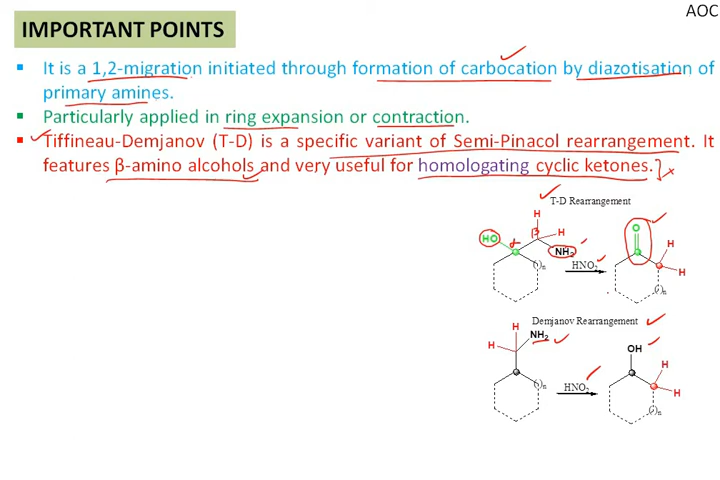 AOC
IMPORTANT POINTS
▪ It is a 1,2-migration initiated through formation of carbocation by diazotisation of
primary amines.
▪ Particularly applied in ring expansion or contraction.
▪ Tiffineau-Demjanov (T-D) is a specific variant of Semi-Pinacol rearrangement. It
features β-amino alcohols and very useful for homologating cyclic ketones.
T-D Rearrangement
H
HO α β H
NH2
( )n
HNO2
O
H
H
( )n
Demjanov Rearrangement
H
NH2
H
( )n
HNO2
OH
H
H
( )n